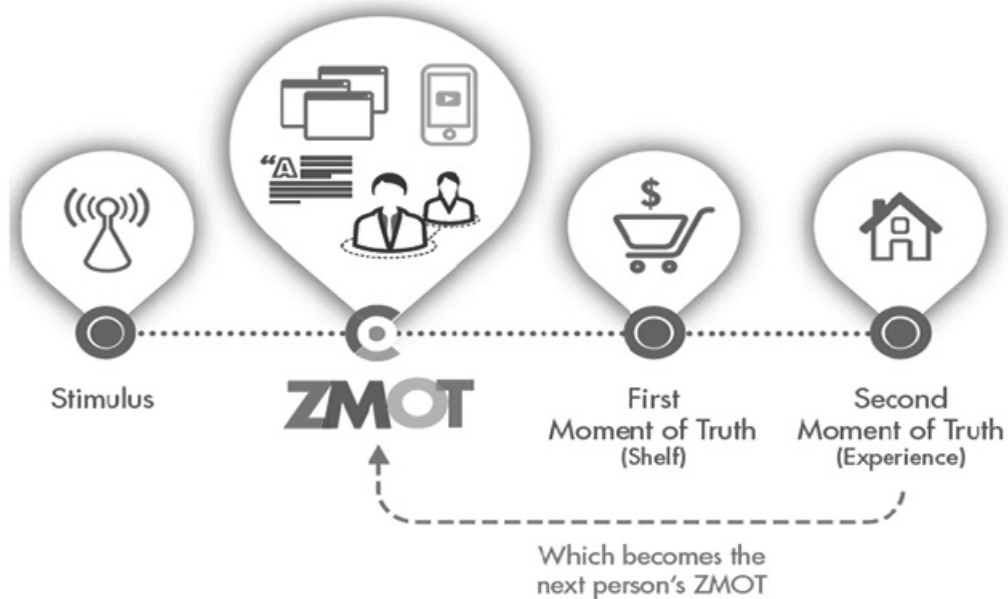 “A
Stimulus
ZMOT
First
Moment of Truth
(Shelf)
Second
Moment of Truth
(Experience)
$
Which becomes the
next person’s ZMOT